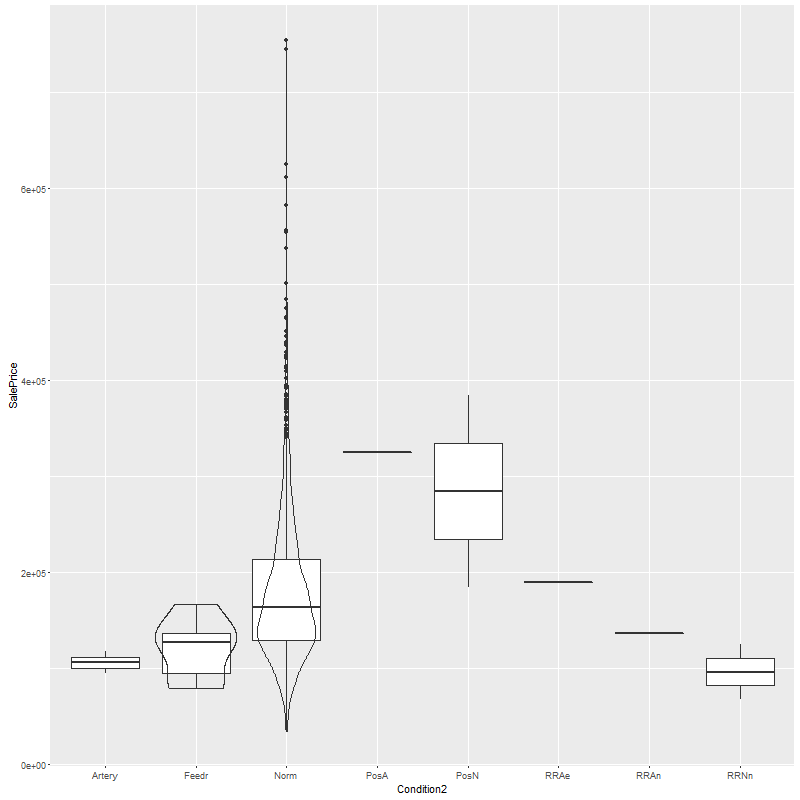 6e+05
4e+05
SalePrice
2e+05
0e+00
Artery Feedr Norm PosA PosN RRAe RRAn RRNn
Condition2